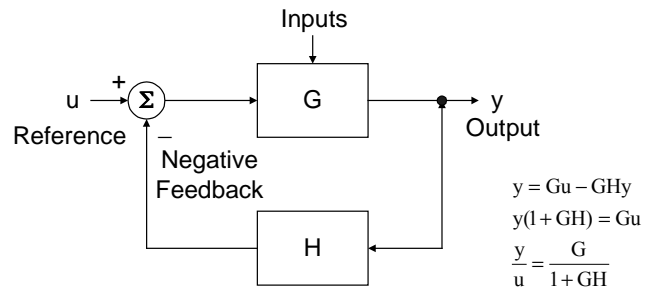 Inputs
+
u
Σ
G
y
Reference
Output
−
Negative
Feedback
H
y = Gu − GHy
y(1 + GH) = Gu
y/u = G/(1 + GH)